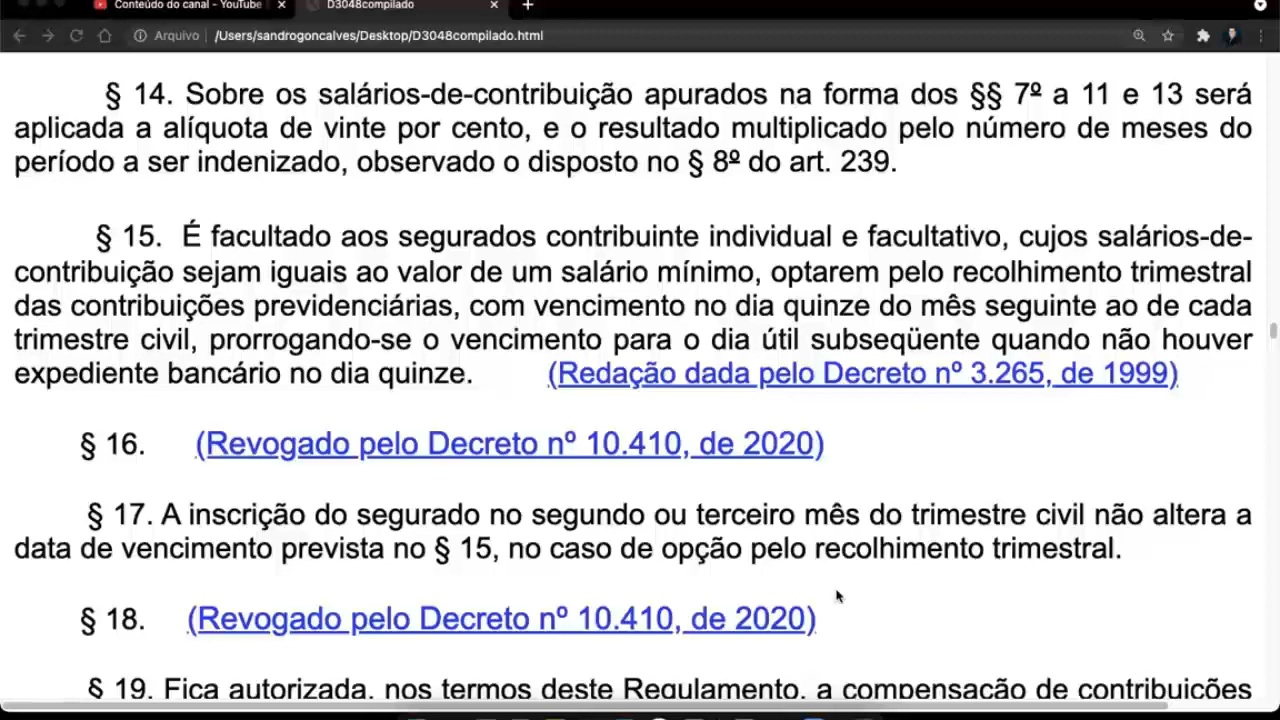 Conteúdo do canal - YouTube
D3048compilado
Arquivo /Users/sandrogoncalves/Desktop/D3048compilado.html
§ 14. Sobre os salários-de-contribuição apurados na forma dos §§ 7º a 11 e 13 será
aplicada a alíquota de vinte por cento, e o resultado multiplicado pelo número de meses do
período a ser indenizado, observado o disposto no § 8º do art. 239.
§ 15. É facultado aos segurados contribuinte individual e facultativo, cujos salários-de-
contribuição sejam iguais ao valor de um salário mínimo, optarem pelo recolhimento trimestral
das contribuições previdenciárias, com vencimento no dia quinze do mês seguinte ao de cada
trimestre civil, prorrogando-se o vencimento para o dia útil subseqüente quando não houver
expediente bancário no dia quinze. (Redação dada pelo Decreto nº 3.265, de 1999)
§ 16. (Revogado pelo Decreto nº 10.410, de 2020)
§ 17. A inscrição do segurado no segundo ou terceiro mês do trimestre civil não altera a
data de vencimento prevista no § 15, no caso de opção pelo recolhimento trimestral.
§ 18. (Revogado pelo Decreto nº 10.410, de 2020)
§ 19. Fica autorizada, nos termos deste Regulamento, a compensação de contribuições